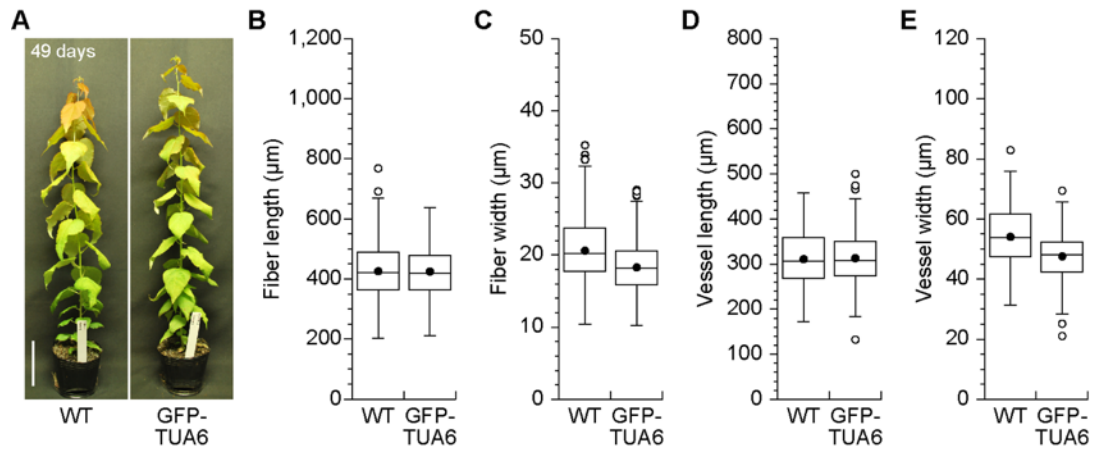 A
49 days
WT
GFP-
TUA6
B
Fiber length (µm)
1,200
1,000
800
600
400
200
0
WT
GFP-
TUA6
C
Fiber width (µm)
50
40
30
20
10
0
WT
GFP-
TUA6
D
Vessel length (µm)
800
700
600
500
400
300
200
100
0
WT
GFP-
TUA6
E
Vessel width (µm)
120
100
80
60
40
20
0
WT
GFP-
TUA6